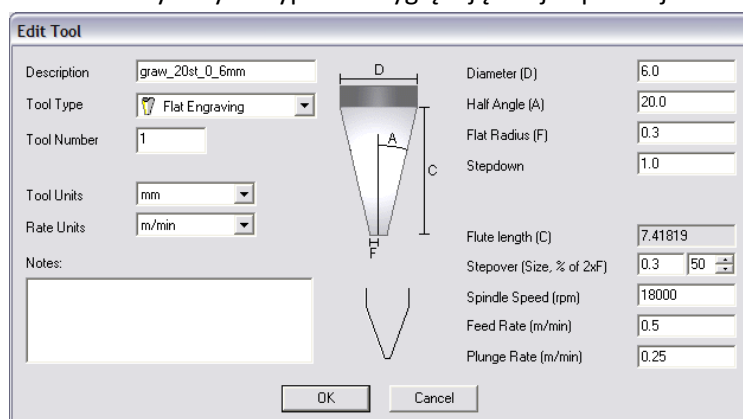 Edit Tool
Description graw_20st_0_6mm
Tool Type Flat Engraving
Tool Number 1
Tool Units mm
Rate Units m/min
Notes:
D
A
C
F
Diameter (D) 6.0
Half Angle (A) 20.0
Flat Radius (F) 0.3
Stepdown 1.0
Flute length (C) 7.41819
Stepover (Size, % of 2xF) 0.3 50
Spindle Speed (rpm) 18000
Feed Rate (m/min) 0.5
Plunge Rate (m/min) 0.25
OK Cancel